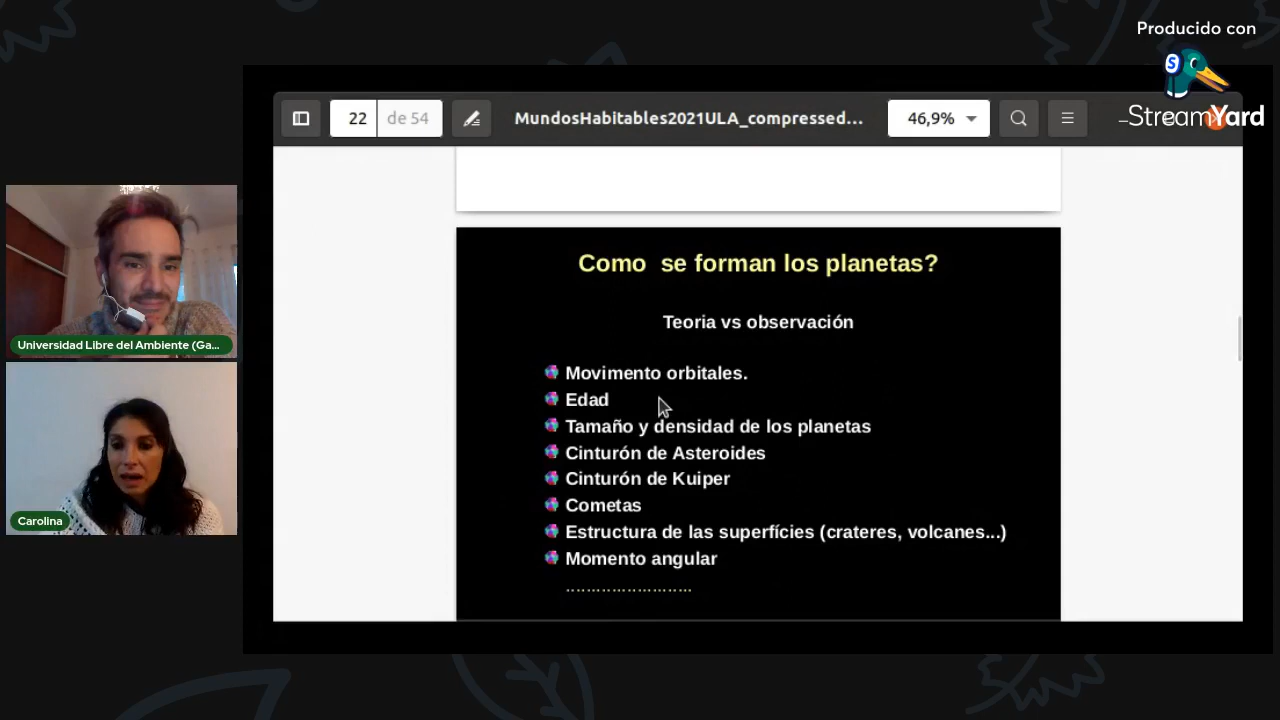 Producido con
StreamYard
22 de 54
MundosHabitables2021ULA_compressed...
46,9%
Como se forman los planetas?
Teoria vs observación
Movimento orbitales.
Edad
Tamaño y densidad de los planetas
Cinturón de Asteroides
Cinturón de Kuiper
Cometas
Estructura de las superfícies (crateres, volcanes...)
Momento angular
........................
Universidad Libre del Ambiente (Ga...
Carolina